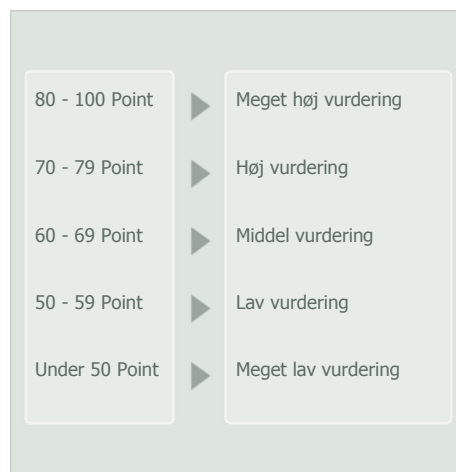 80 - 100 Point Meget høj vurdering
70 - 79 Point Høj vurdering
60 - 69 Point Middel vurdering
50 - 59 Point Lav vurdering
Under 50 Point Meget lav vurdering